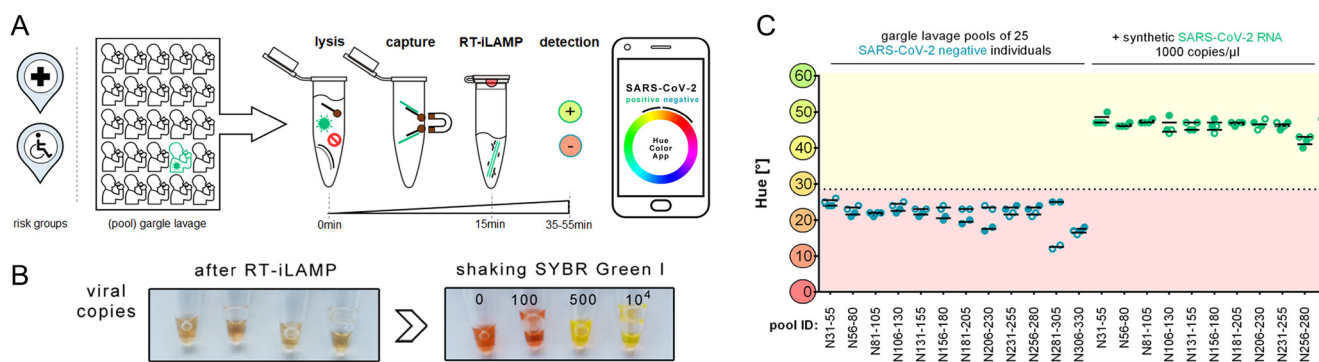 A
lysis capture RT-iLAMP detection
SARS-CoV-2
positive negative
Hue
Color
App
+
-
risk groups
(pool) gargle lavage
0min
15min
35-55min
B
after RT-iLAMP
shaking SYBR Green I
viral
copies
0 100 500 10⁴
C
gargle lavage pools of 25
SARS-CoV-2 negative individuals
+ synthetic SARS-CoV-2 RNA
1000 copies/µl
Hue [°]
60
50
40
30
20
10
0
pool ID:
N31-55
N56-80
N81-105
N106-130
N131-155
N156-180
N181-205
N206-230
N231-255
N256-280
N281-305
N306-330
N31-55
N56-80
N81-105
N106-130
N131-155
N156-180
N181-205
N206-230
N231-255
N256-280